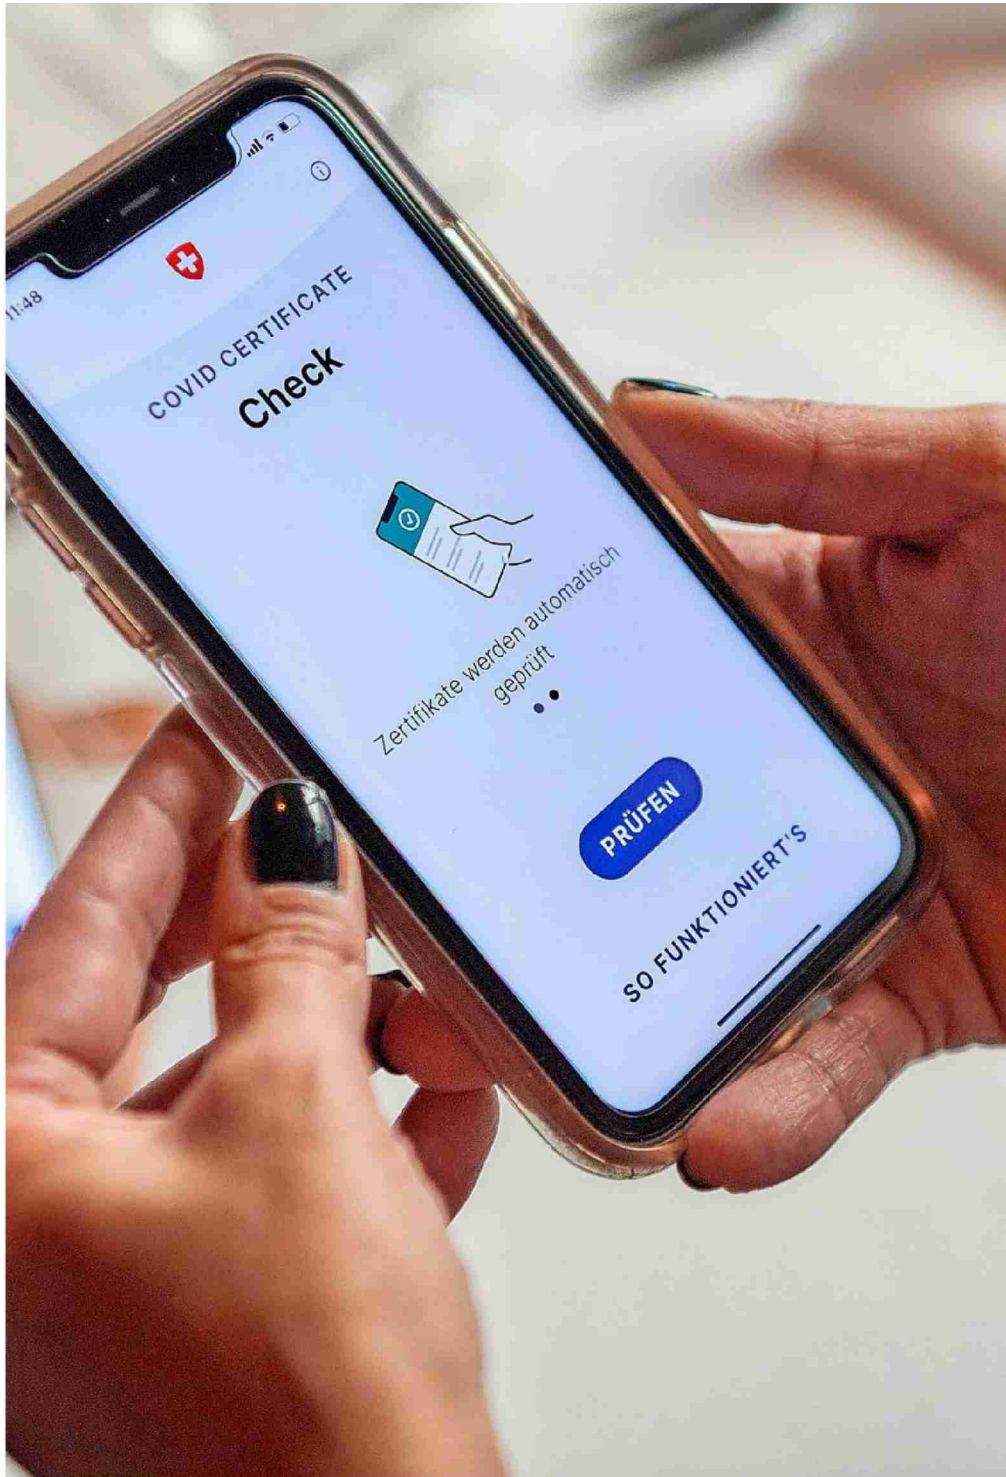 11:48
COVID CERTIFICATE
Check
Zertifikate werden automatisch
geprüft
PRÜFEN
SO FUNKTIONIERT'S